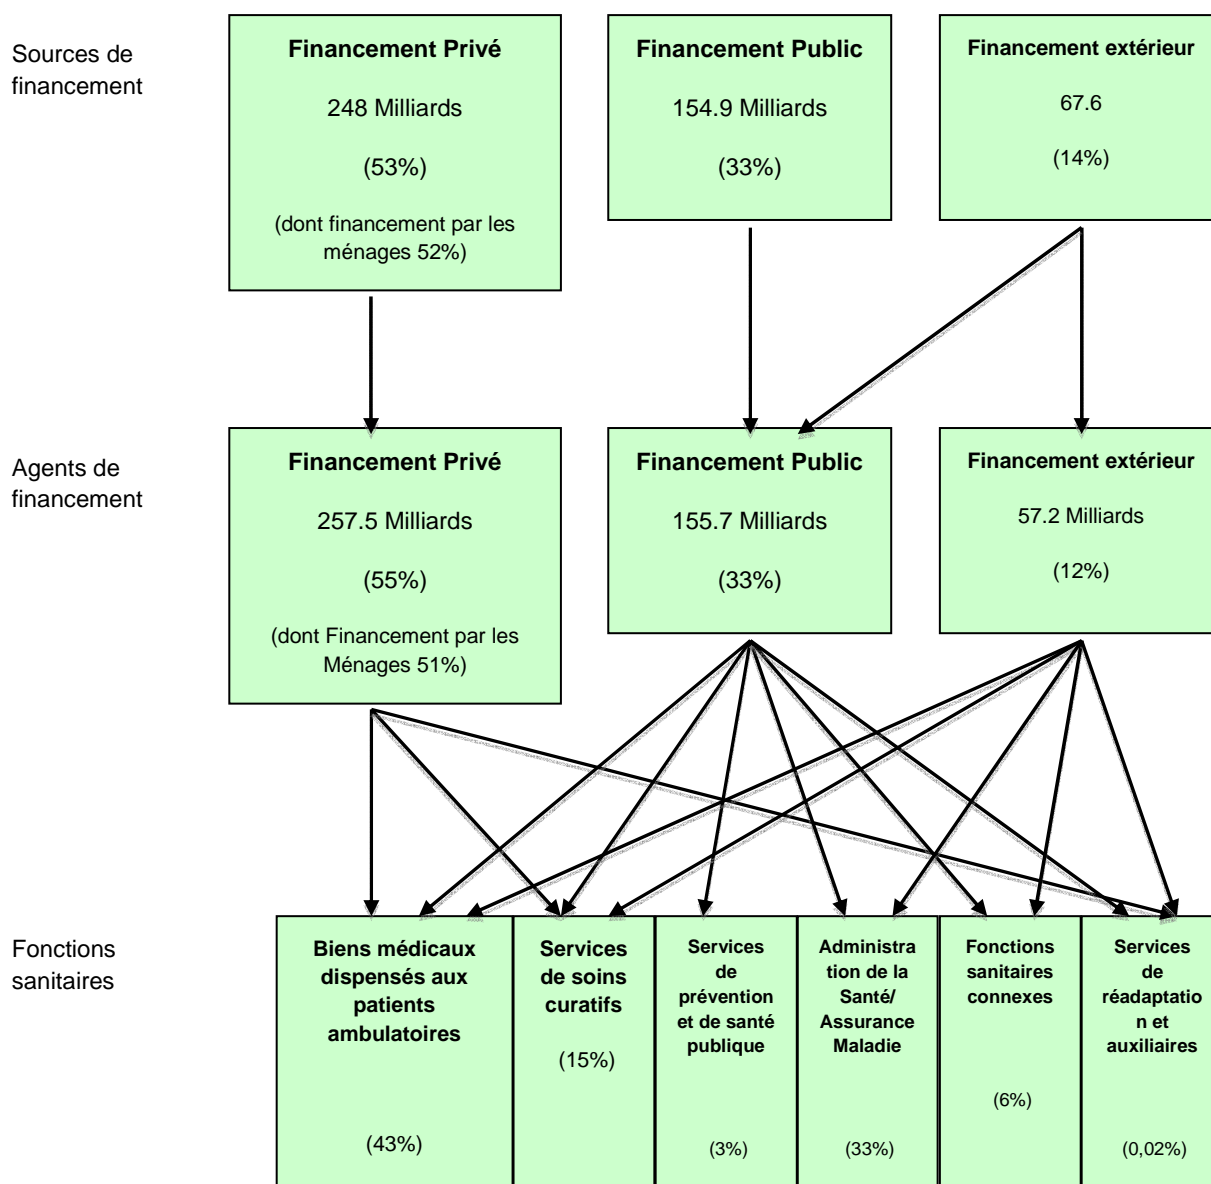 Sources de
financement
Financement Privé
248 Milliards
(53%)
(dont financement par les
ménages 52%)
Financement Public
154.9 Milliards
(33%)
Financement extérieur
67.6
(14%)
Agents de
financement
Financement Privé
257.5 Milliards
(55%)
(dont Financement par les
Ménages 51%)
Financement Public
155.7 Milliards
(33%)
Financement extérieur
57.2 Milliards
(12%)
Fonctions
sanitaires
Biens médicaux
dispensés aux
patients
ambulatoires
(43%)
Services
de soins
curatifs
(15%)
Services
de
prévention
et de santé
publique
(3%)
Administra
tion de la
Santé/
Assurance
Maladie
(33%)
Fonctions
sanitaires
connexes
(6%)
Services
de
réadaptatio
n et
auxiliaires
(0,02%)